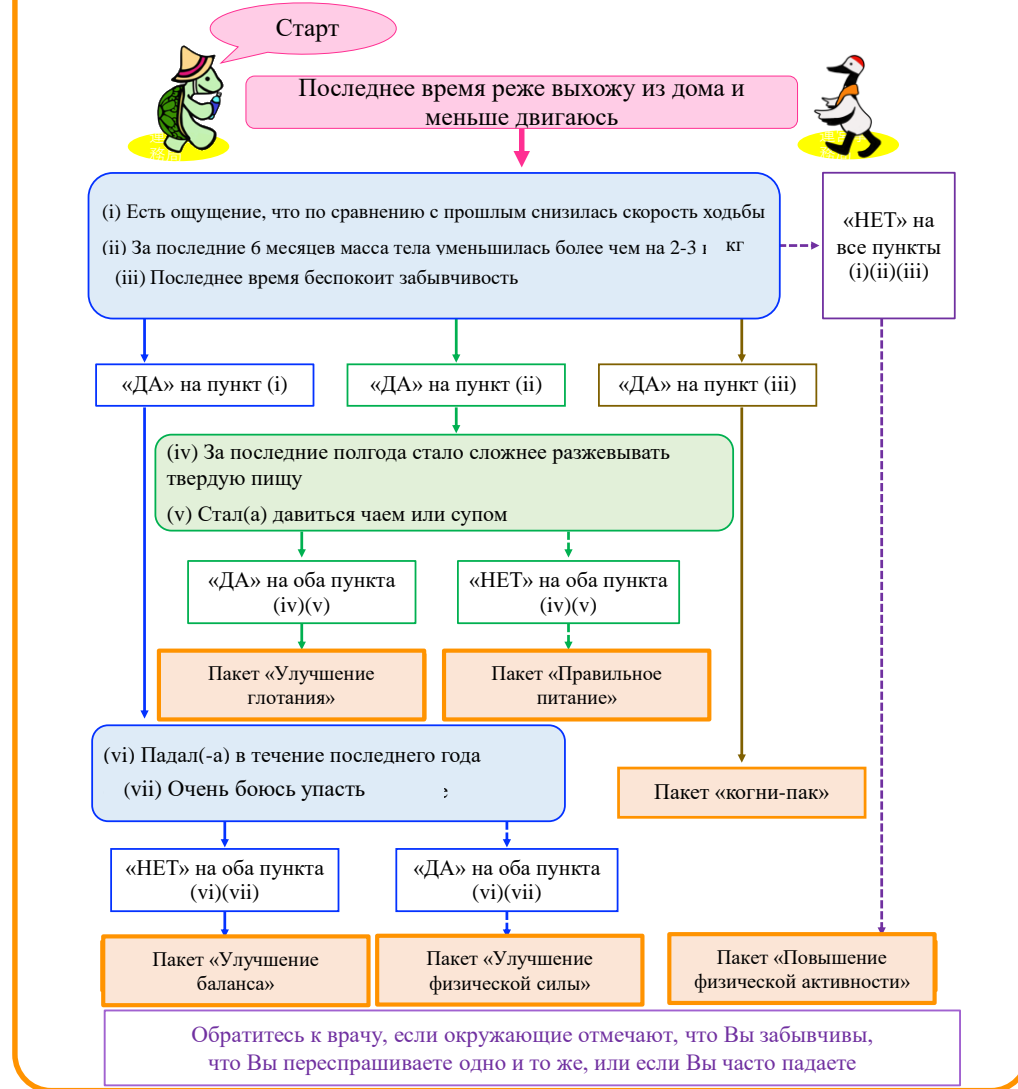 Старт
Последнее время реже выхожу из дома и
меньше двигаюсь
(i) Есть ощущение, что по сравнению с прошлым снизилась скорость ходьбы
(ii) За последние 6 месяцев масса тела уменьшилась более чем на 2-3 кг
(iii) Последнее время беспокоит забывчивость
«НЕТ» на
все пункты
(i)(ii)(iii)
«ДА» на пункт (i)
«ДА» на пункт (ii)
«ДА» на пункт (iii)
(iv) За последние полгода стало сложнее разжевывать
твердую пищу
(v) Стал(а) давиться чаем или супом
«ДА» на оба пункта
(iv)(v)
«НЕТ» на оба пункта
(iv)(v)
Пакет «Улучшение
глотания»
Пакет «Правильное
питание»
(vi) Падал(-а) в течение последнего года
(vii) Очень боюсь упасть
Пакет «когни-пак»
«НЕТ» на оба пункта
(vi)(vii)
«ДА» на оба пункта
(vi)(vii)
Пакет «Улучшение
баланса»
Пакет «Улучшение
физической силы»
Пакет «Повышение
физической активности»
Обратитесь к врачу, если окружающие отмечают, что Вы забывчивы,
что Вы переспрашиваете одно и то же, или если Вы часто падаете